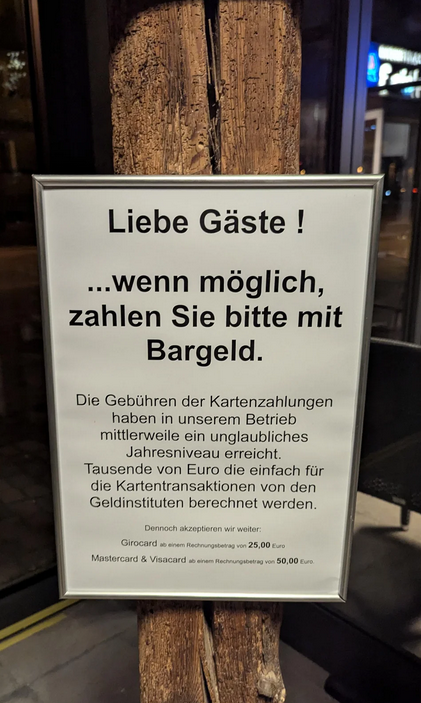 Liebe Gäste !
...wenn möglich,
zahlen Sie bitte mit
Bargeld.
Die Gebühren der Kartenzahlungen
haben in unserem Betrieb
mittlerweile ein unglaubliches
Jahresniveau erreicht.
Tausende von Euro die einfach für
die Kartentransaktionen von den
Geldinstituten berechnet werden.
Dennoch akzeptieren wir weiter:
Girocard ab einem Rechnungsbetrag von 25,00 Euro
Mastercard & Visacard ab einem Rechnungsbetrag von 50,00 Euro